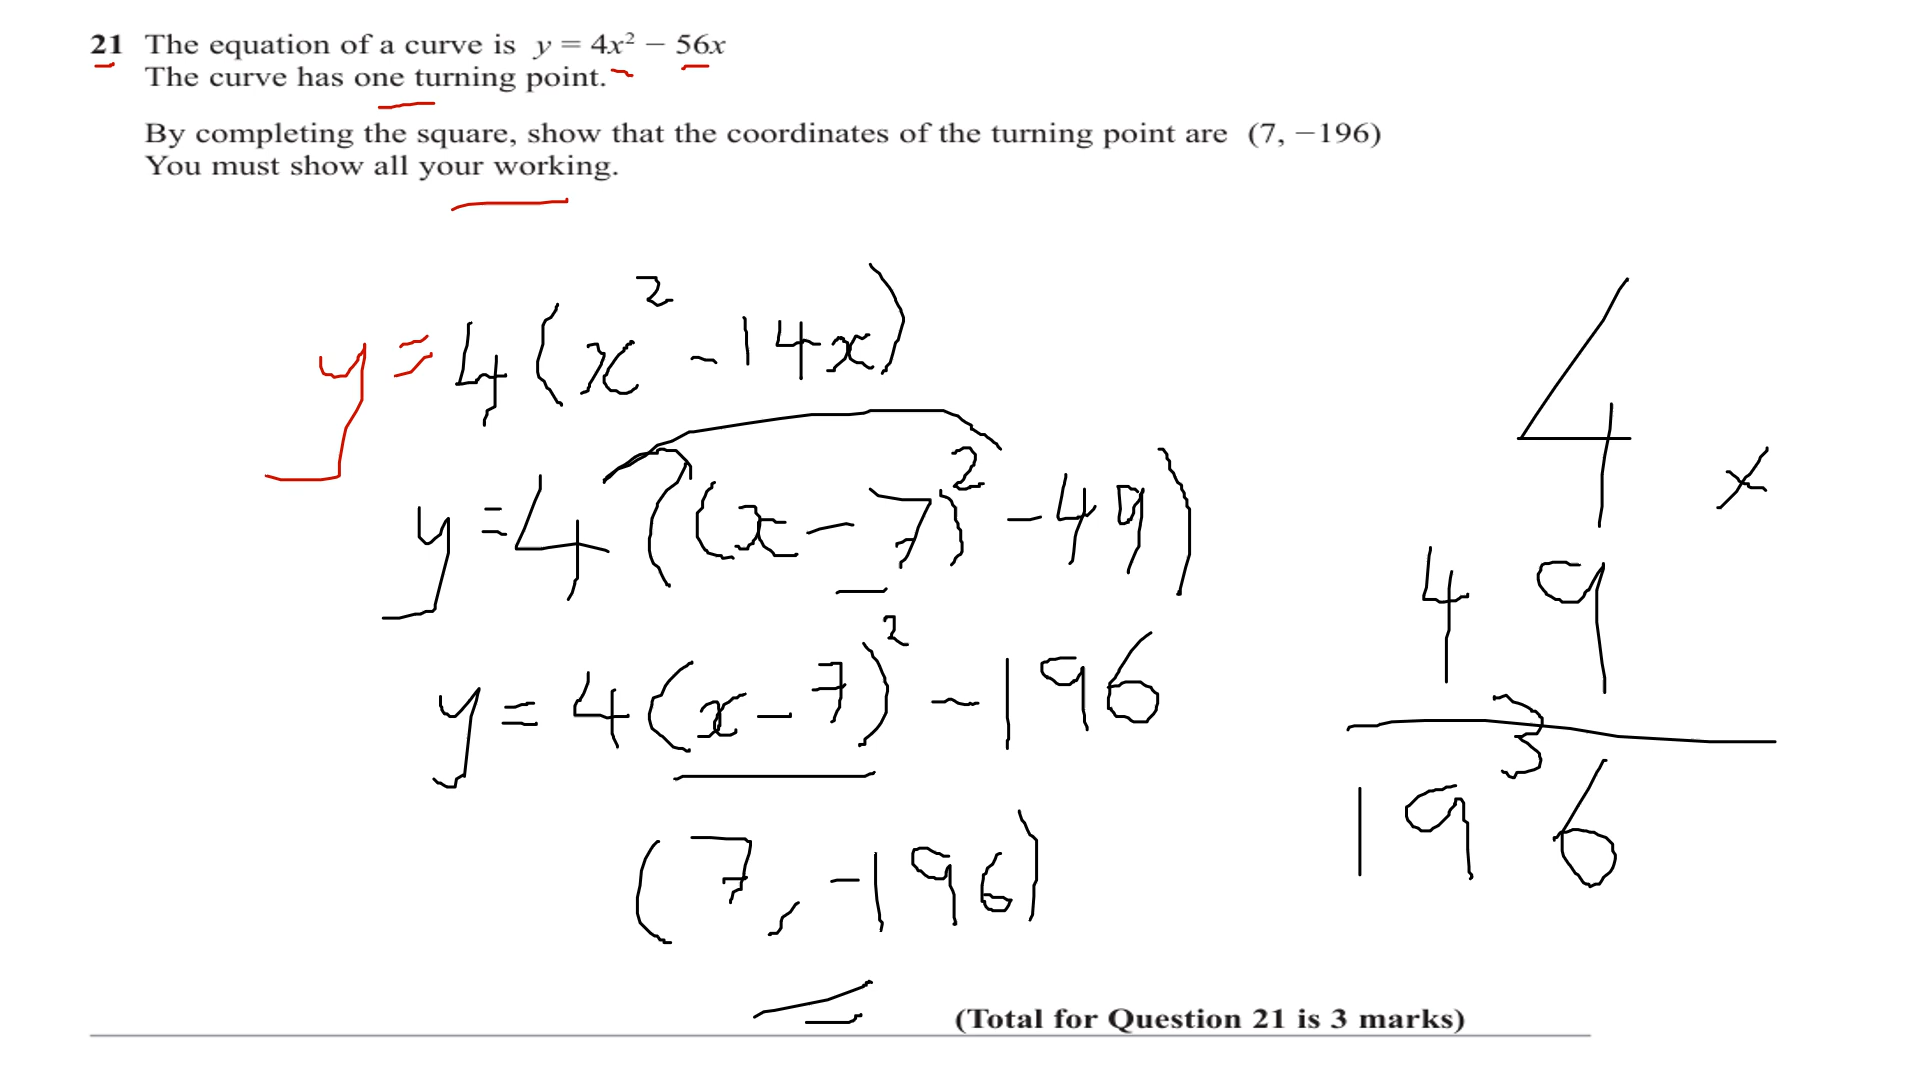 21 The equation of a curve is y = 4x² − 56x
The curve has one turning point.
By completing the square, show that the coordinates of the turning point are (7, −196)
You must show all your working.
y = 4(x² - 14x)
y = 4((x - 7)² - 49)
y = 4(x - 7)² - 196
(7, -196)
4
×
49
3
196
(Total for Question 21 is 3 marks)